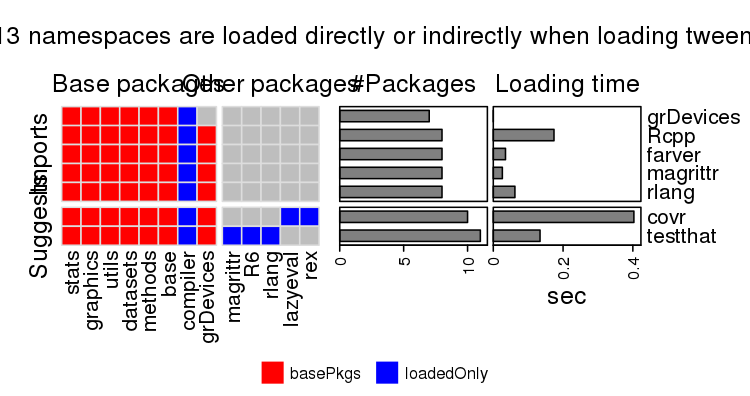 13 namespaces are loaded directly or indirectly when loading tween
Base packages
Other packages
#Packages
Loading time
Imports
Suggests
grDevices
Rcpp
farver
magrittr
rlang
covr
testthat
stats
graphics
utils
datasets
methods
base
compiler
grDevices
magrittr
R6
rlang
lazyeval
rex
0
5
10
0
0.2
0.4
sec
basePkgs
loadedOnly